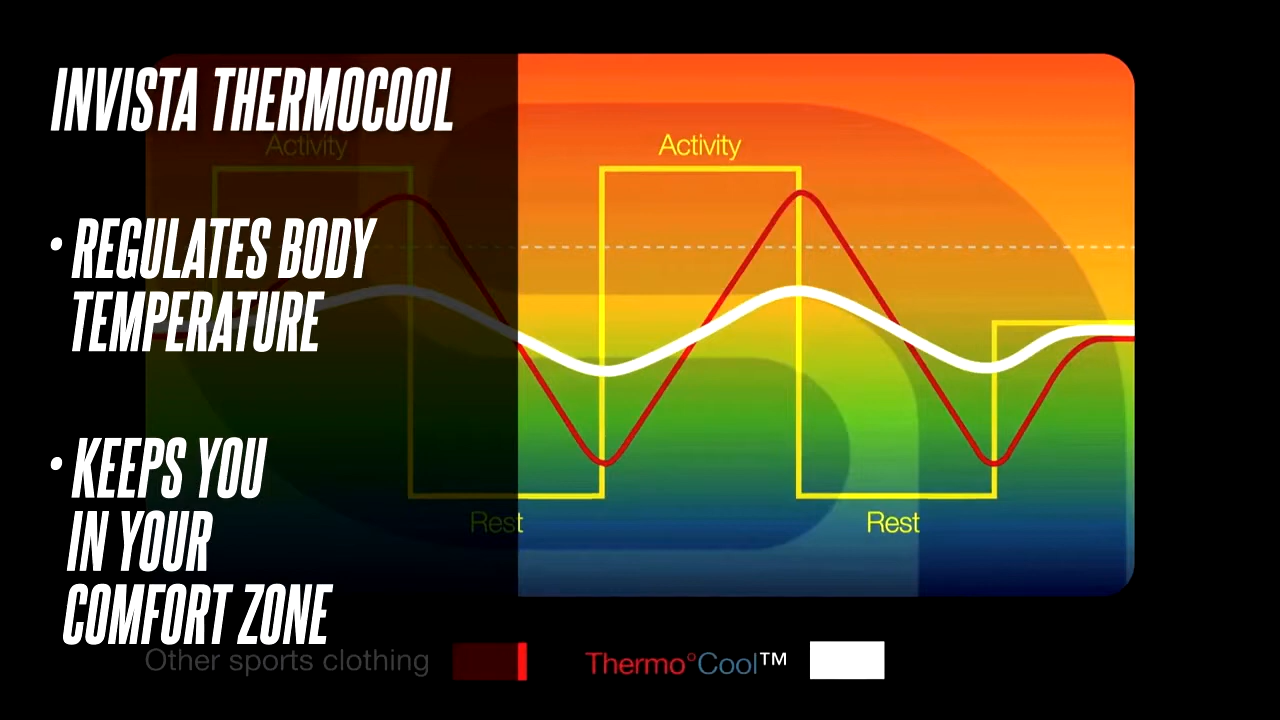 INVISTA THERMOCOOL
Activity
Activity
• REGULATES BODY
TEMPERATURE
• KEEPS YOU
IN YOUR
COMFORT ZONE
Rest
Rest
Other sports clothing
Thermo°Cool™